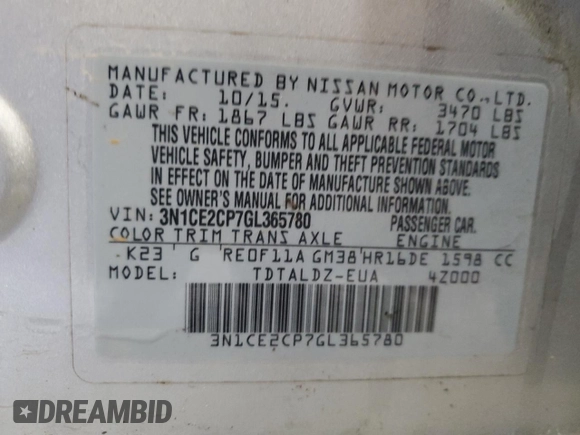 MANUFACTURED BY NISSAN MOTOR CO.,LTD.
DATE: 10/15. GVWR: 3470 LBS
GAWR FR: 1867 LBS GAWR RR: 1704 LBS
THIS VEHICLE CONFORMS TO ALL APPLICABLE FEDERAL MOTOR
VEHICLE SAFETY, BUMPER AND THEFT PREVENTION STANDARDS
IN EFFECT ON THE DATE OF MANUFACTURE SHOWN ABOVE.
SEE OWNER'S MANUAL FOR ADDITIONAL INFORMATION.
VIN: 3N1CE2CP7GL365780 PASSENGER CAR.
COLOR TRIM TRANS AXLE ENGINE
K23 G RE0F11A GM38 HR16DE 1598 CC
MODEL: TDTALDZ-EUA 4Z000
3N1CE2CP7GL365780
DREAMBID